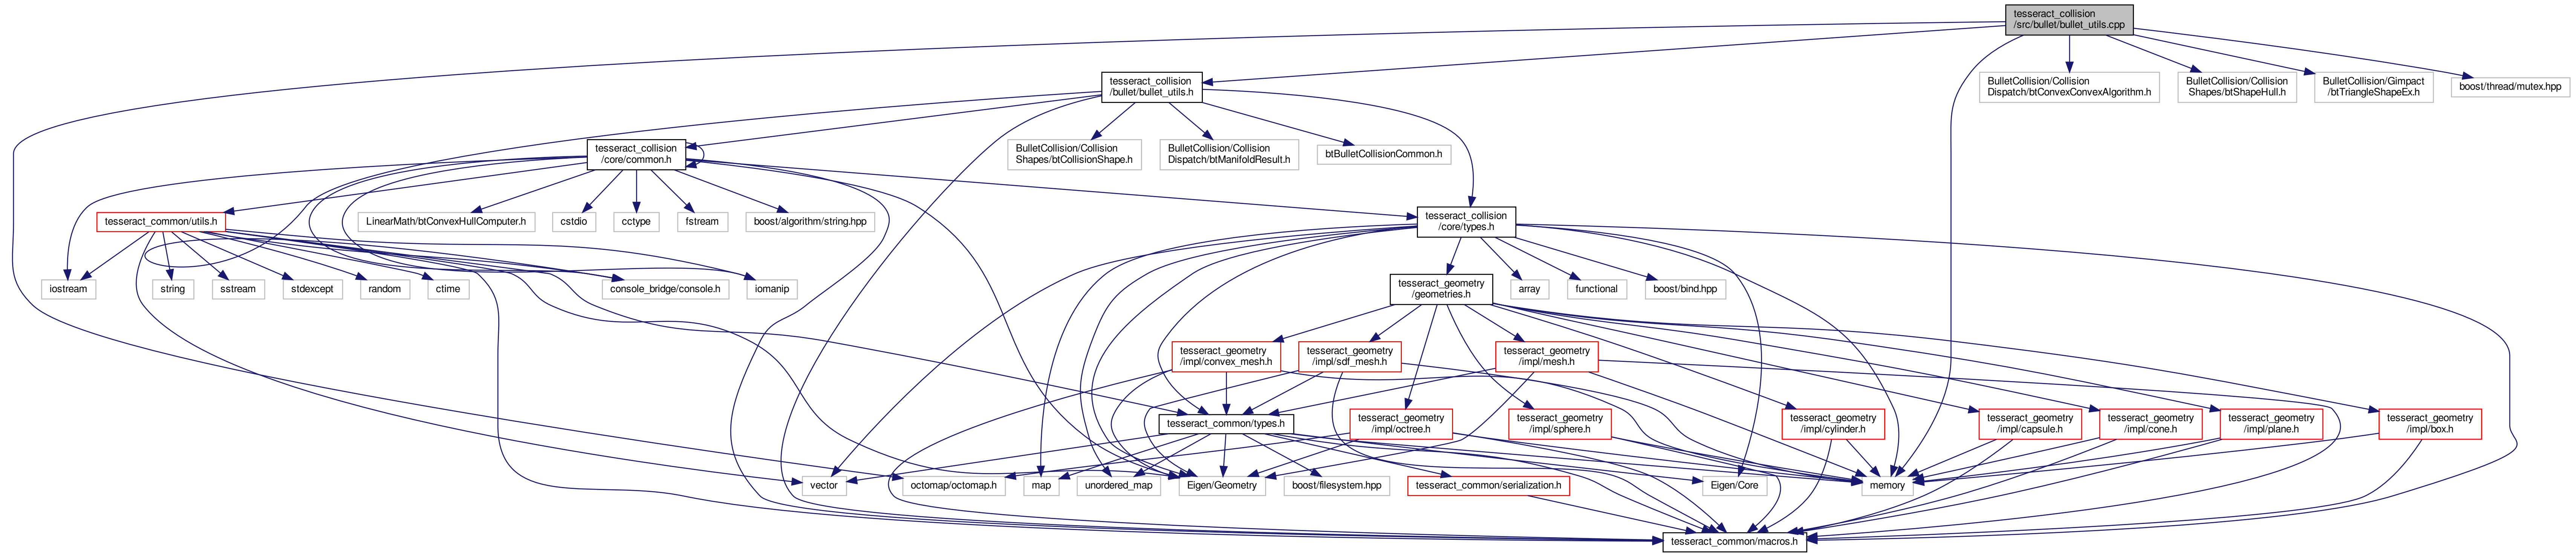 tesseract_collision
/src/bullet/bullet_utils.cpp
tesseract_collision
/bullet/bullet_utils.h
BulletCollision/Collision
Dispatch/btConvexConvexAlgorithm.h
BulletCollision/Collision
Shapes/btShapeHull.h
BulletCollision/Gimpact
/btTriangleShapeEx.h
boost/thread/mutex.hpp
tesseract_collision
/core/common.h
BulletCollision/Collision
Shapes/btCollisionShape.h
BulletCollision/Collision
Dispatch/btManifoldResult.h
btBulletCollisionCommon.h
tesseract_common/utils.h
LinearMath/btConvexHullComputer.h
cstdio
cctype
fstream
boost/algorithm/string.hpp
tesseract_collision
/core/types.h
iostream
string
sstream
stdexcept
random
ctime
console_bridge/console.h
iomanip
tesseract_geometry
/geometries.h
array
functional
boost/bind.hpp
tesseract_geometry
/impl/convex_mesh.h
tesseract_geometry
/impl/sdf_mesh.h
tesseract_geometry
/impl/mesh.h
tesseract_common/types.h
tesseract_geometry
/impl/octree.h
tesseract_geometry
/impl/sphere.h
tesseract_geometry
/impl/cylinder.h
tesseract_geometry
/impl/capsule.h
tesseract_geometry
/impl/cone.h
tesseract_geometry
/impl/plane.h
tesseract_geometry
/impl/box.h
vector
octomap/octomap.h
map
unordered_map
Eigen/Geometry
boost/filesystem.hpp
tesseract_common/serialization.h
Eigen/Core
memory
tesseract_common/macros.h